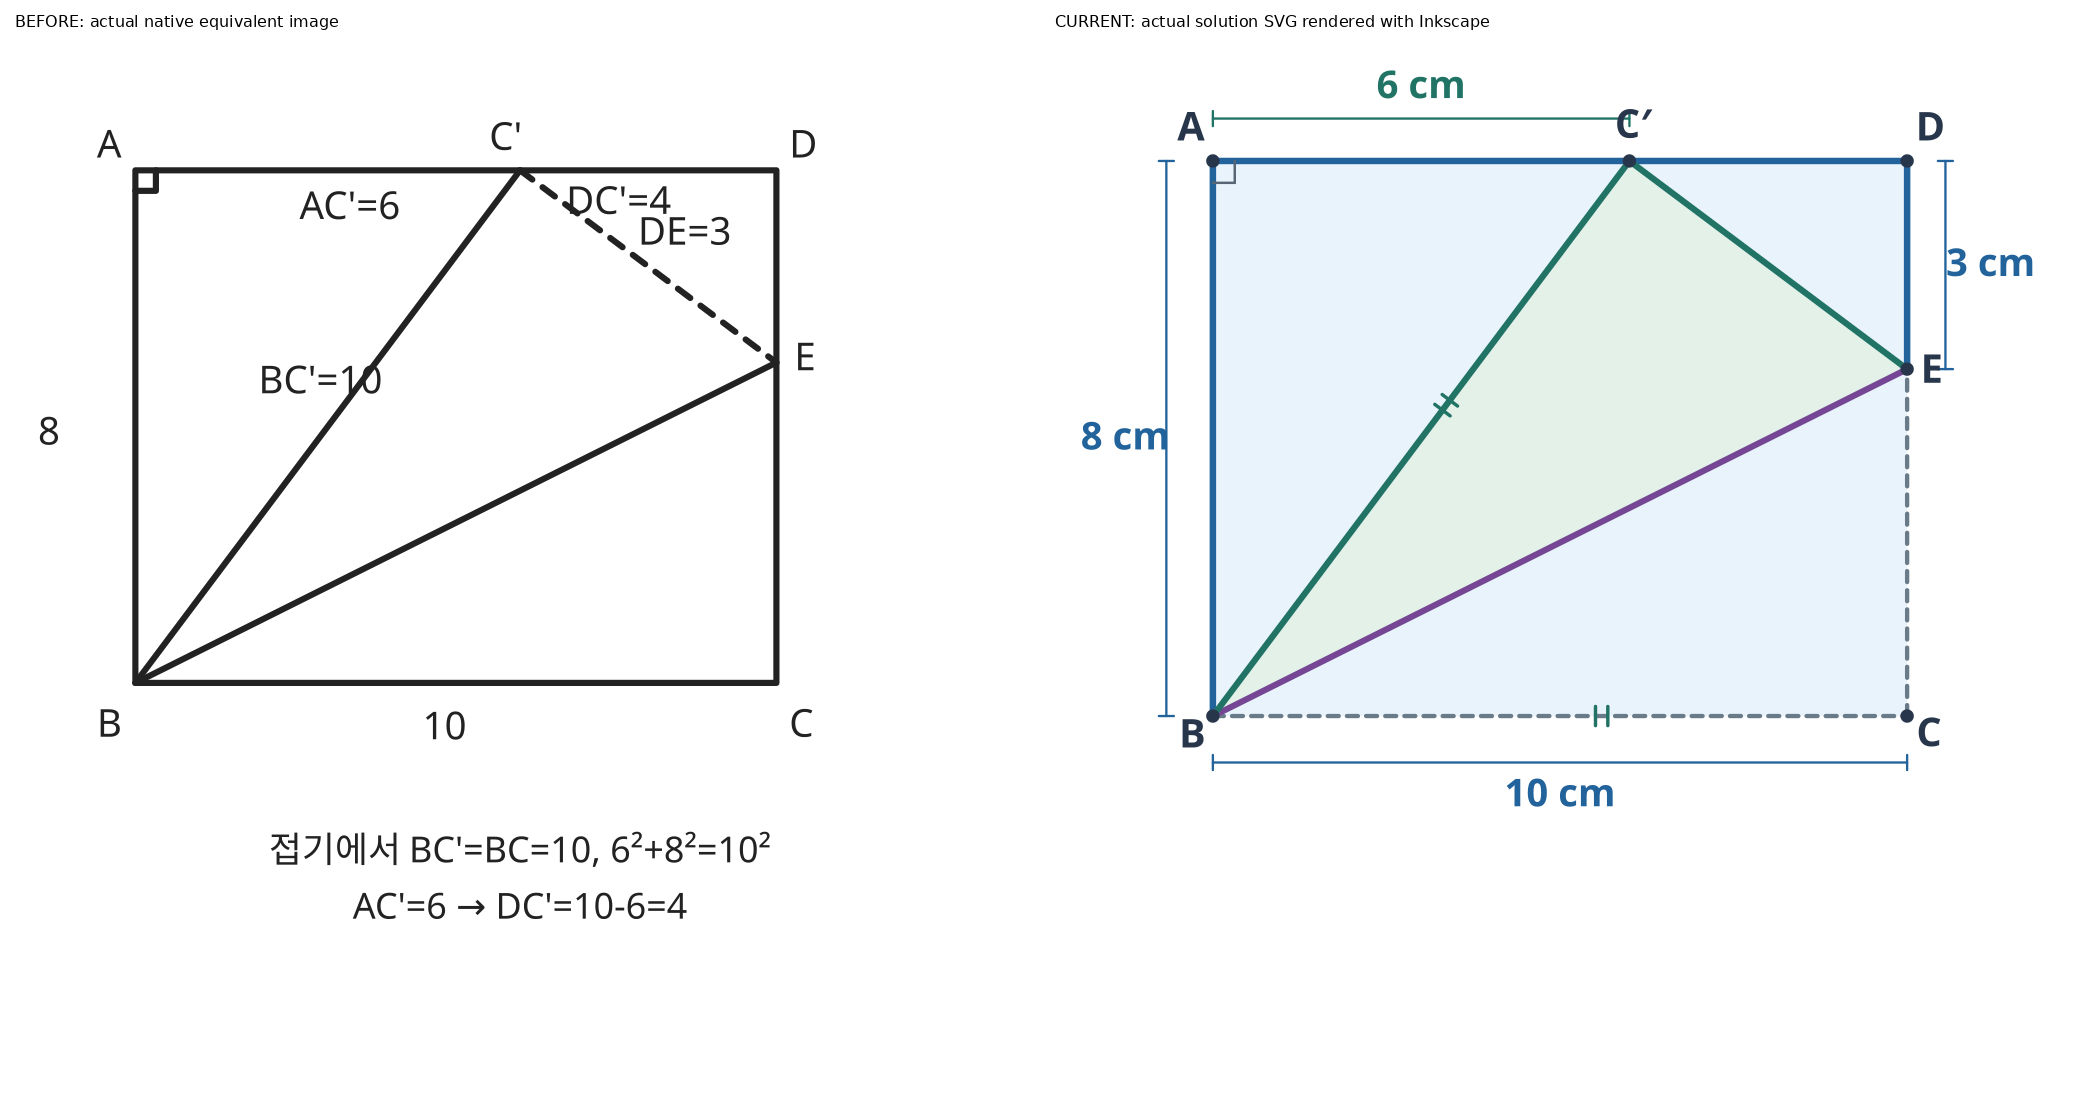 BEFORE: actual native equivalent image
A
C'
D
AC'=6
DC'=4
DE=3
E
BC'=10
8
B
10
C
접기에서 BC'=BC=10, 6²+8²=10²
AC'=6 → DC'=10-6=4
CURRENT: actual solution SVG rendered with Inkscape
6 cm
A
C′
D
3 cm
E
8 cm
B
C
10 cm